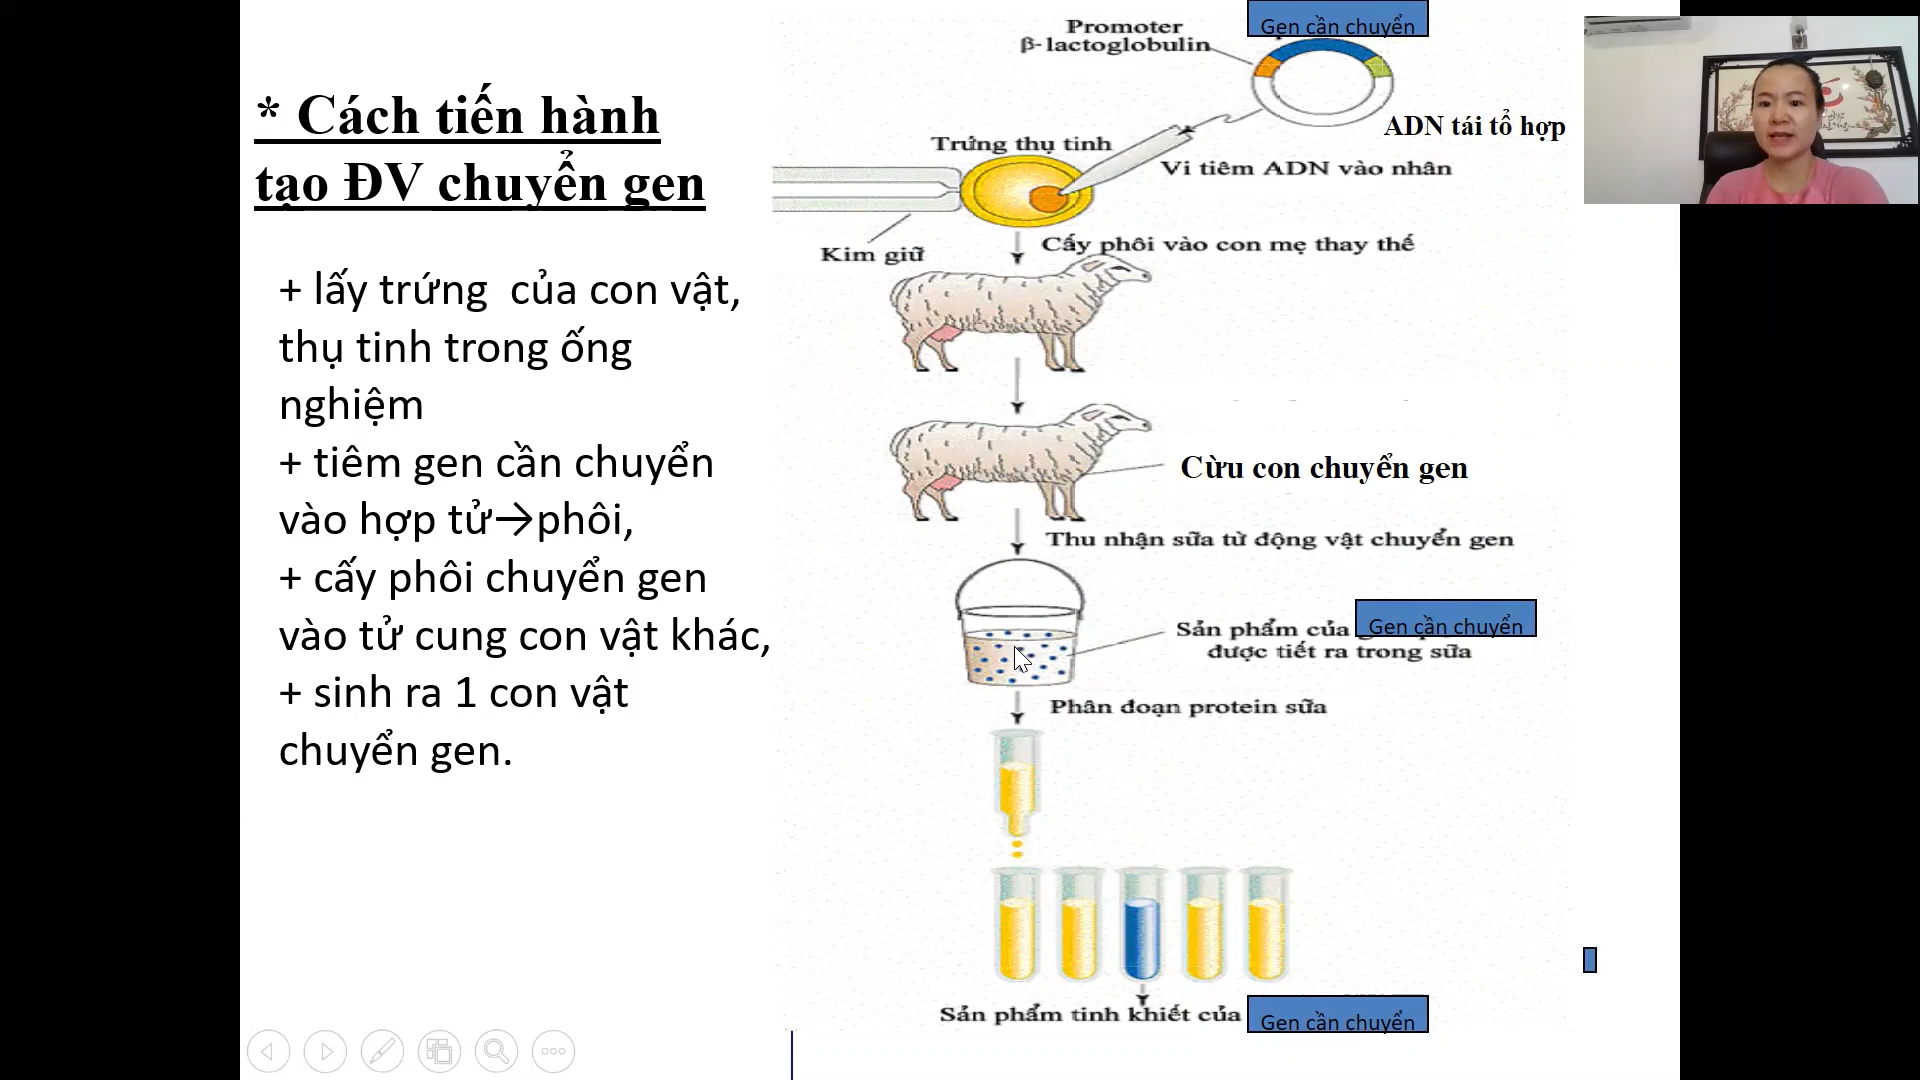 * Cách tiến hành
tạo ĐV chuyển gen
+ lấy trứng của con vật,
thụ tinh trong ống
nghiệm
+ tiêm gen cần chuyển
vào hợp tử→phôi,
+ cấy phôi chuyển gen
vào tử cung con vật khác,
+ sinh ra 1 con vật
chuyển gen.
Gen cần chuyển
Promoter
β-lactoglobulin
ADN tái tổ hợp
Trứng thụ tinh
Vi tiêm ADN vào nhân
Kim giữ
Cấy phôi vào con mẹ thay thế
Cừu con chuyển gen
Thu nhận sữa từ động vật chuyển gen
Sản phẩm của Gen cần chuyển
được tiết ra trong sữa
Phân đoạn protein sữa
Sản phẩm tinh khiết của Gen cần chuyển